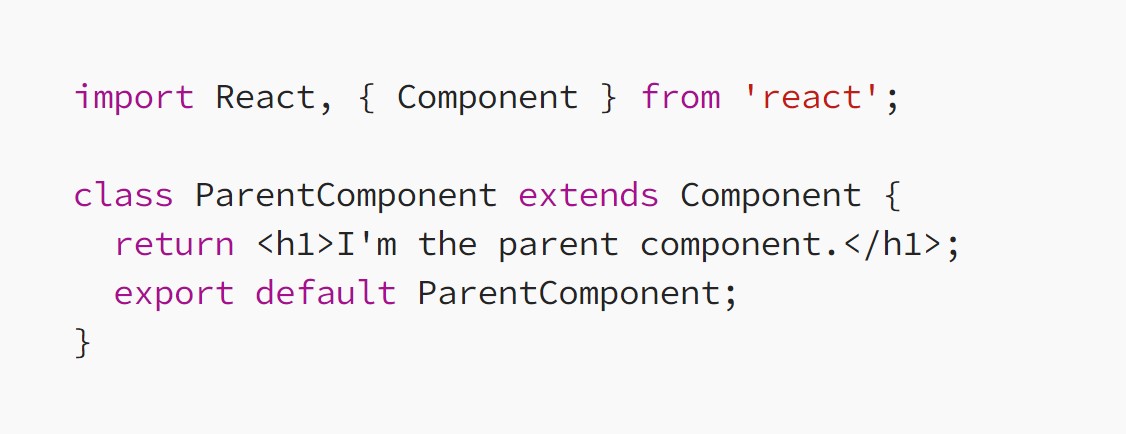 import React, { Component } from 'react';
class ParentComponent extends Component {
return <h1>I'm the parent component.</h1>;
export default ParentComponent;
}